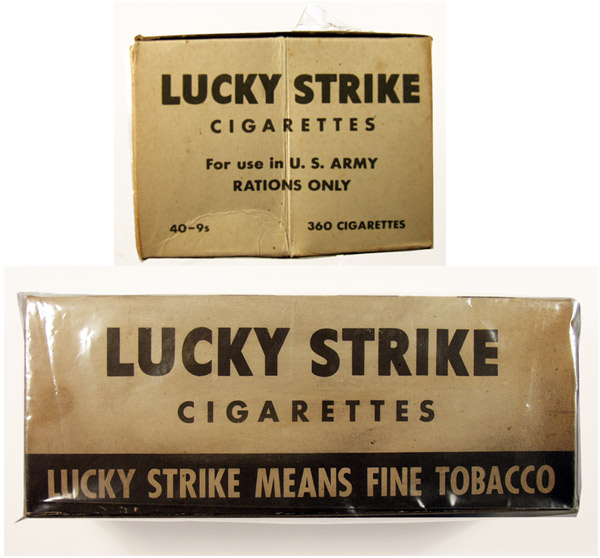 LUCKY STRIKE
CIGARETTES
For use in U. S. ARMY
RATIONS ONLY
40-9s 360 CIGARETTES
LUCKY STRIKE
CIGARETTES
LUCKY STRIKE MEANS FINE TOBACCO